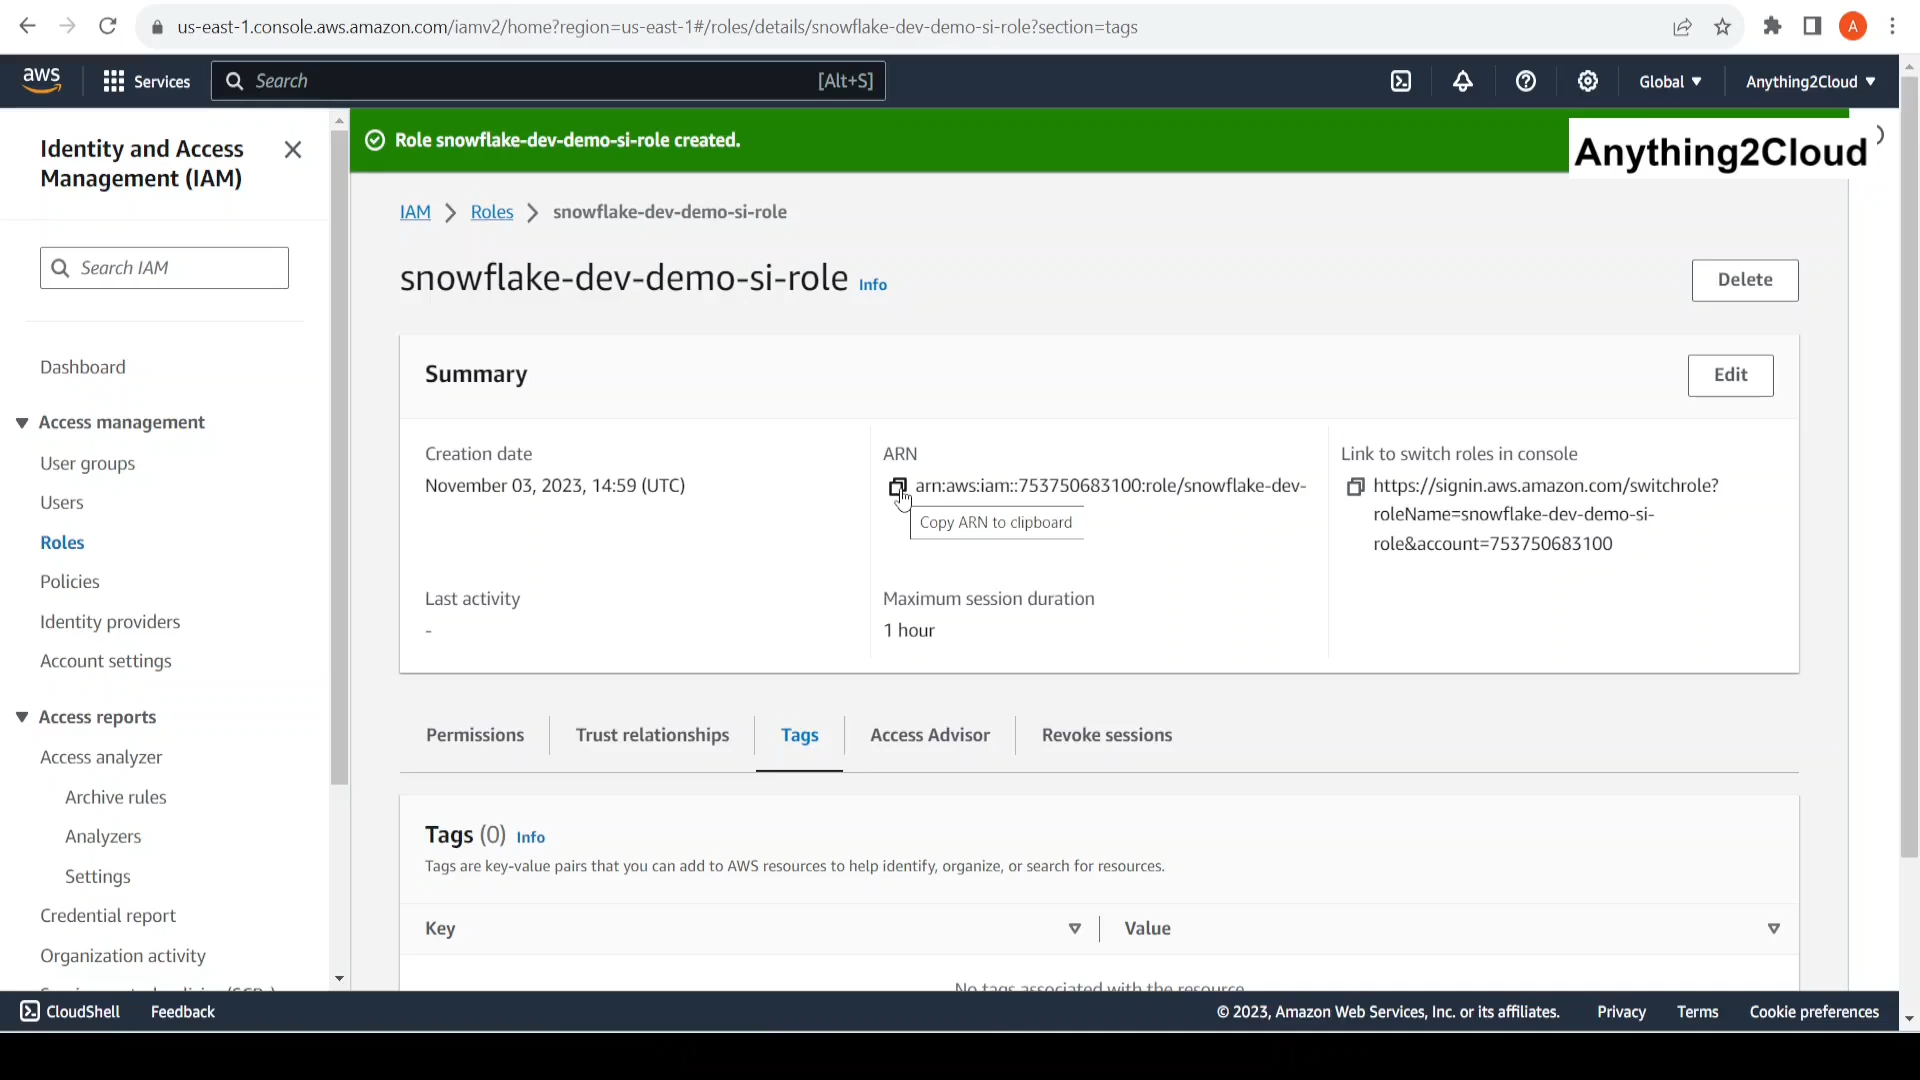 us-east-1.console.aws.amazon.com/iamv2/home?region=us-east-1#/roles/details/snowflake-dev-demo-si-role?section=tags
A
aws
Services
Search
[Alt+S]
Global
Anything2Cloud
Identity and Access
Management (IAM)
Search IAM
Dashboard
Access management
User groups
Users
Roles
Policies
Identity providers
Account settings
Access reports
Access analyzer
Archive rules
Analyzers
Settings
Credential report
Organization activity
Role snowflake-dev-demo-si-role created.
Anything2Cloud
IAM > Roles > snowflake-dev-demo-si-role
snowflake-dev-demo-si-role Info
Delete
Summary
Edit
Creation date
November 03, 2023, 14:59 (UTC)
ARN
arn:aws:iam::753750683100:role/snowflake-dev-
Copy ARN to clipboard
Link to switch roles in console
https://signin.aws.amazon.com/switchrole?
roleName=snowflake-dev-demo-si-
role&account=753750683100
Last activity
-
Maximum session duration
1 hour
Permissions
Trust relationships
Tags
Access Advisor
Revoke sessions
Tags (0) Info
Tags are key-value pairs that you can add to AWS resources to help identify, organize, or search for resources.
Key
Value
No tags associated with the resource
CloudShell
Feedback
© 2023, Amazon Web Services, Inc. or its affiliates.
Privacy
Terms
Cookie preferences